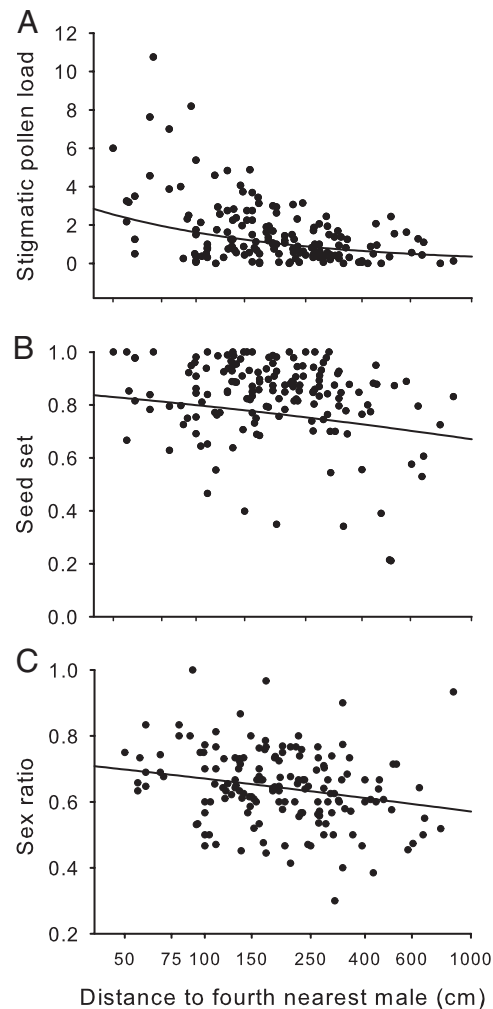 A
Stigmatic pollen load
12
10
8
6
4
2
0
B
Seed set
1.0
0.8
0.6
0.4
0.2
0.0
C
Sex ratio
1.0
0.8
0.6
0.4
0.2
50 75 100 150 250 400 600 1000
Distance to fourth nearest male (cm)